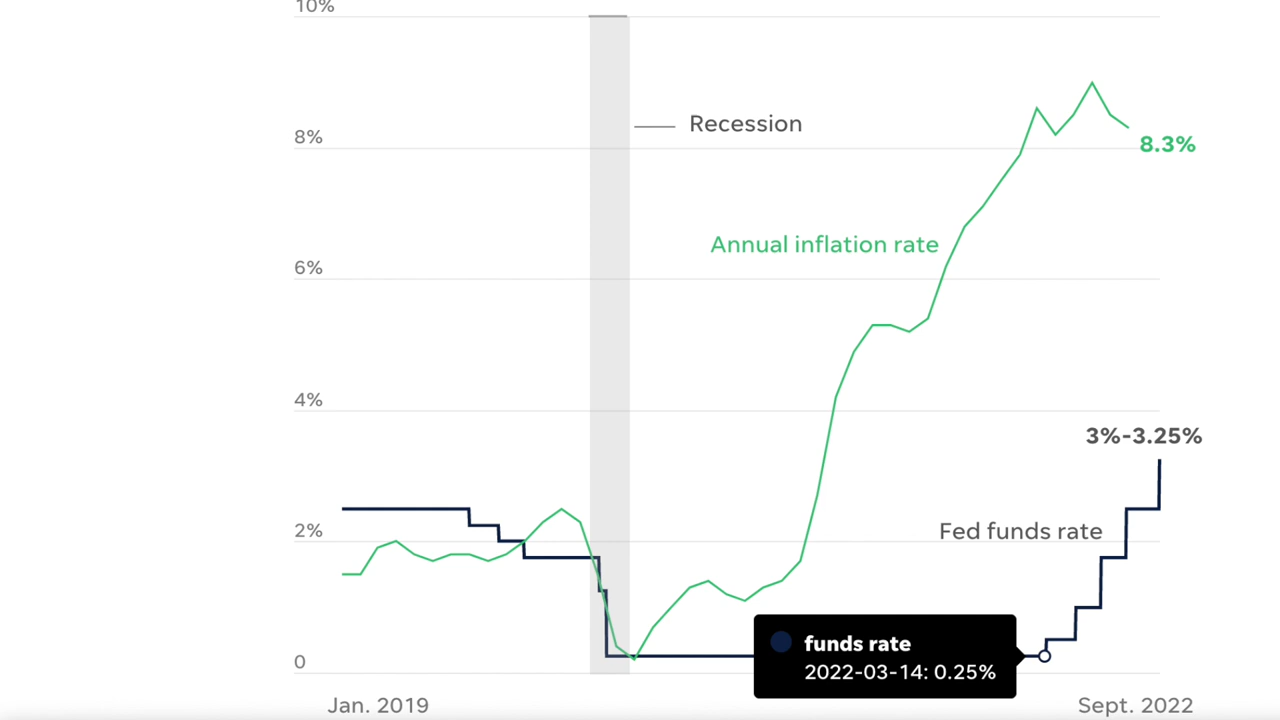 10%
Recession
8%
8.3%
Annual inflation rate
6%
4%
3%-3.25%
2%
Fed funds rate
funds rate
2022-03-14: 0.25%
0
Jan. 2019
Sept. 2022